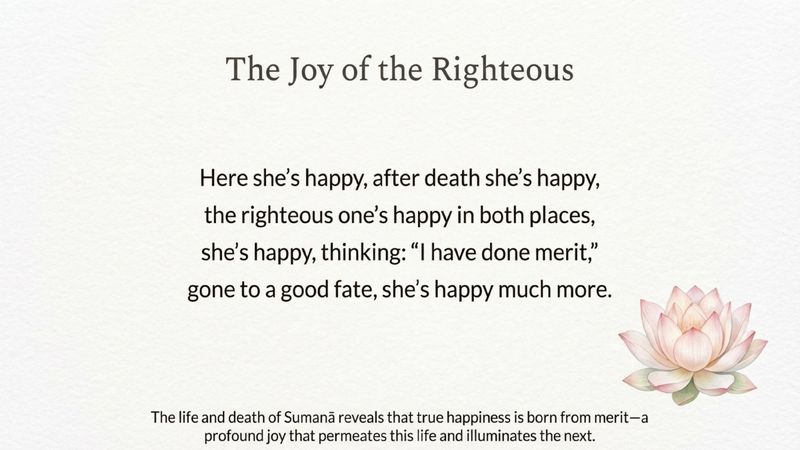 The Joy of the Righteous
Here she’s happy, after death she’s happy,
the righteous one’s happy in both places,
she’s happy, thinking: “I have done merit,”
gone to a good fate, she’s happy much more.
The life and death of Sumanā reveals that true happiness is born from merit—a
profound joy that permeates this life and illuminates the next.